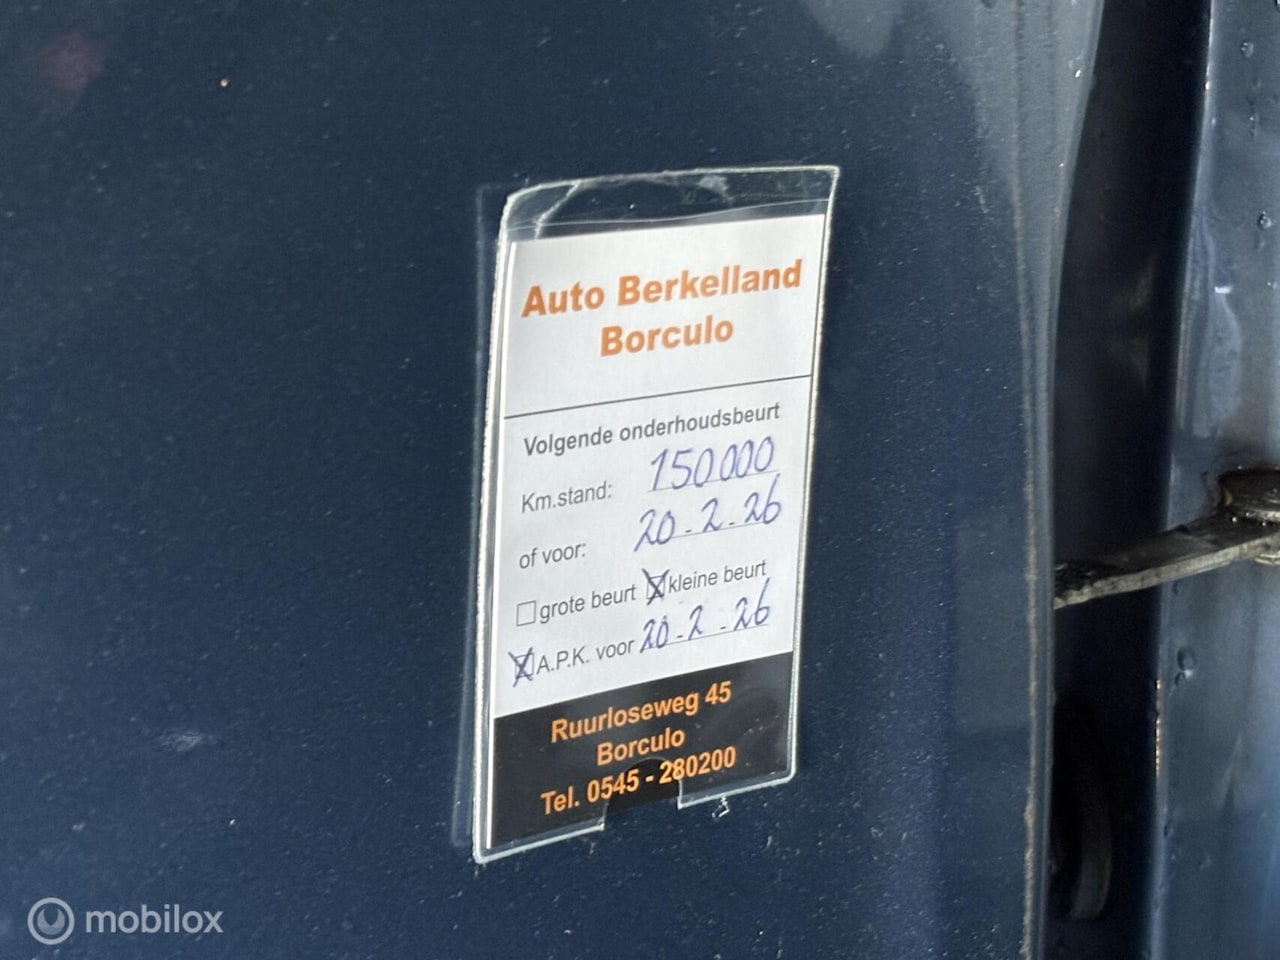 Auto Berkelland
Borculo
Volgende onderhoudsbeurt
Km.stand: 150000
of voor: 20-2-26
grote beurt kleine beurt
A.P.K. voor 20-2-26
Ruurloseweg 45
Borculo
Tel. 0545 - 280200
mobilox